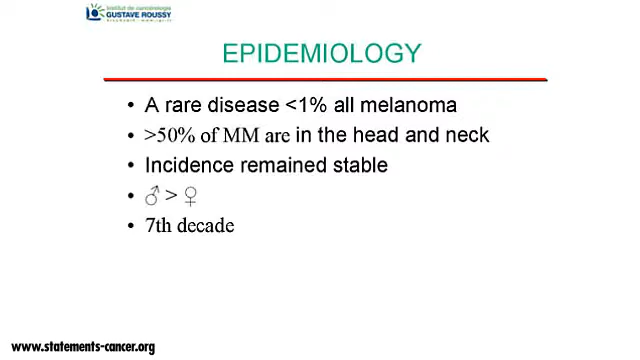 Institut de cancérologie
GUSTAVE ROUSSY
EPIDEMIOLOGY
• A rare disease <1% all melanoma
• >50% of MM are in the head and neck
• Incidence remained stable
• ♂ > ♀
• 7th decade
www.statements-cancer.org